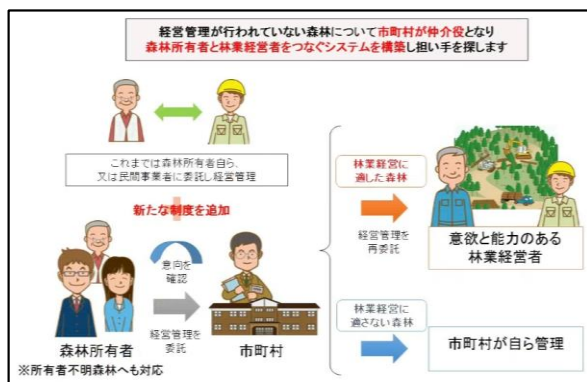 経営管理が行われていない森林について市町村が仲介役となり
森林所有者と林業経営者をつなぐシステムを構築し担い手を探します
これまでは森林所有者自ら、
又は民間事業者に委託し経営管理
新たな制度を追加
意向を
確認
経営管理を
委託
森林所有者
市町村
※所有者不明森林へも対応
林業経営に
適した森林
経営管理を
再委託
意欲と能力のある
林業経営者
林業経営に
適さない森林
市町村が自ら管理